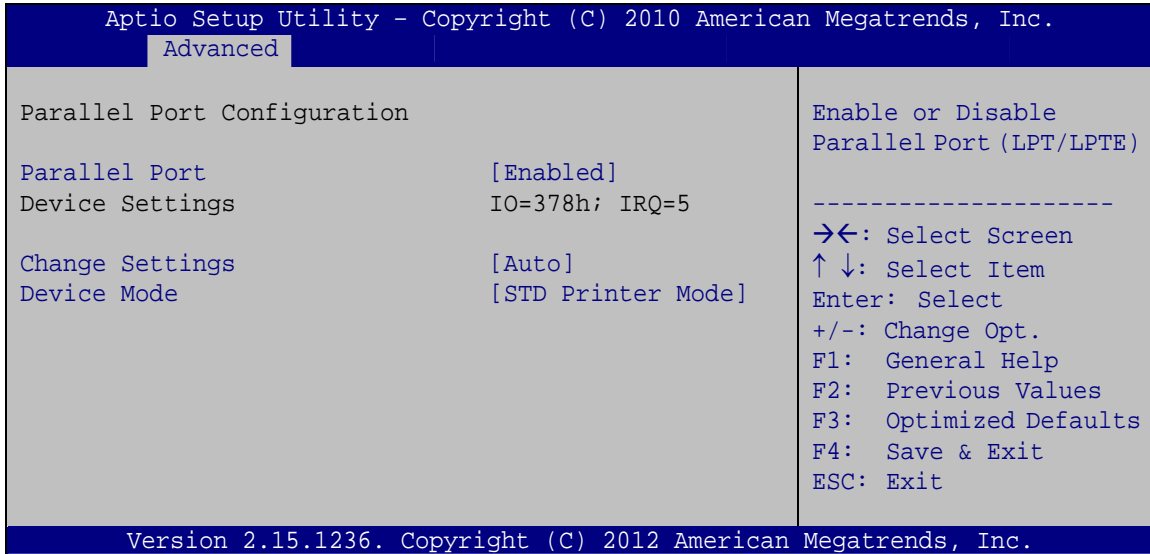 Aptio Setup Utility – Copyright (C) 2010 American Megatrends, Inc.
Advanced
Parallel Port Configuration
Parallel Port [Enabled]
Device Settings IO=378h; IRQ=5
Change Settings [Auto]
Device Mode [STD Printer Mode]
Enable or Disable
Parallel Port (LPT/LPTE)
---------------------
→←: Select Screen
↑ ↓: Select Item
Enter: Select
+/-: Change Opt.
F1: General Help
F2: Previous Values
F3: Optimized Defaults
F4: Save & Exit
ESC: Exit
Version 2.15.1236. Copyright (C) 2012 American Megatrends, Inc.